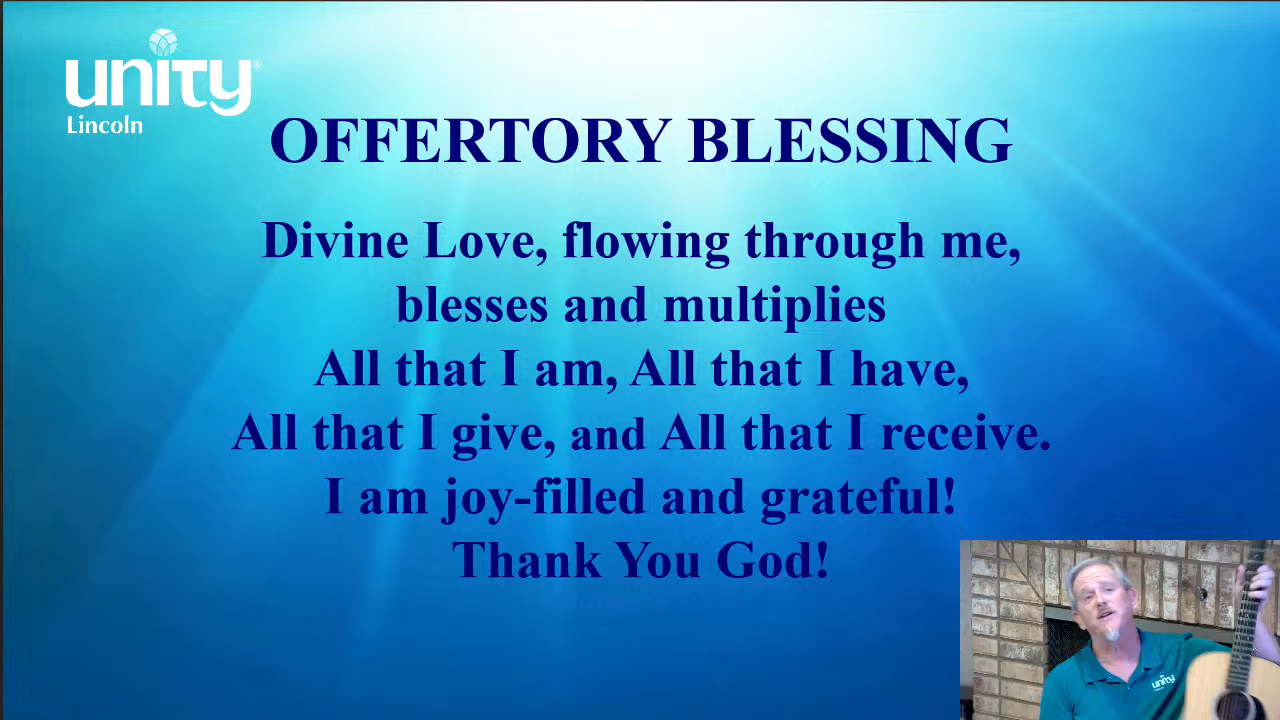 unity®
Lincoln
OFFERTORY BLESSING
Divine Love, flowing through me,
blesses and multiplies
All that I am, All that I have,
All that I give, and All that I receive.
I am joy-filled and grateful!
Thank You God!
unity